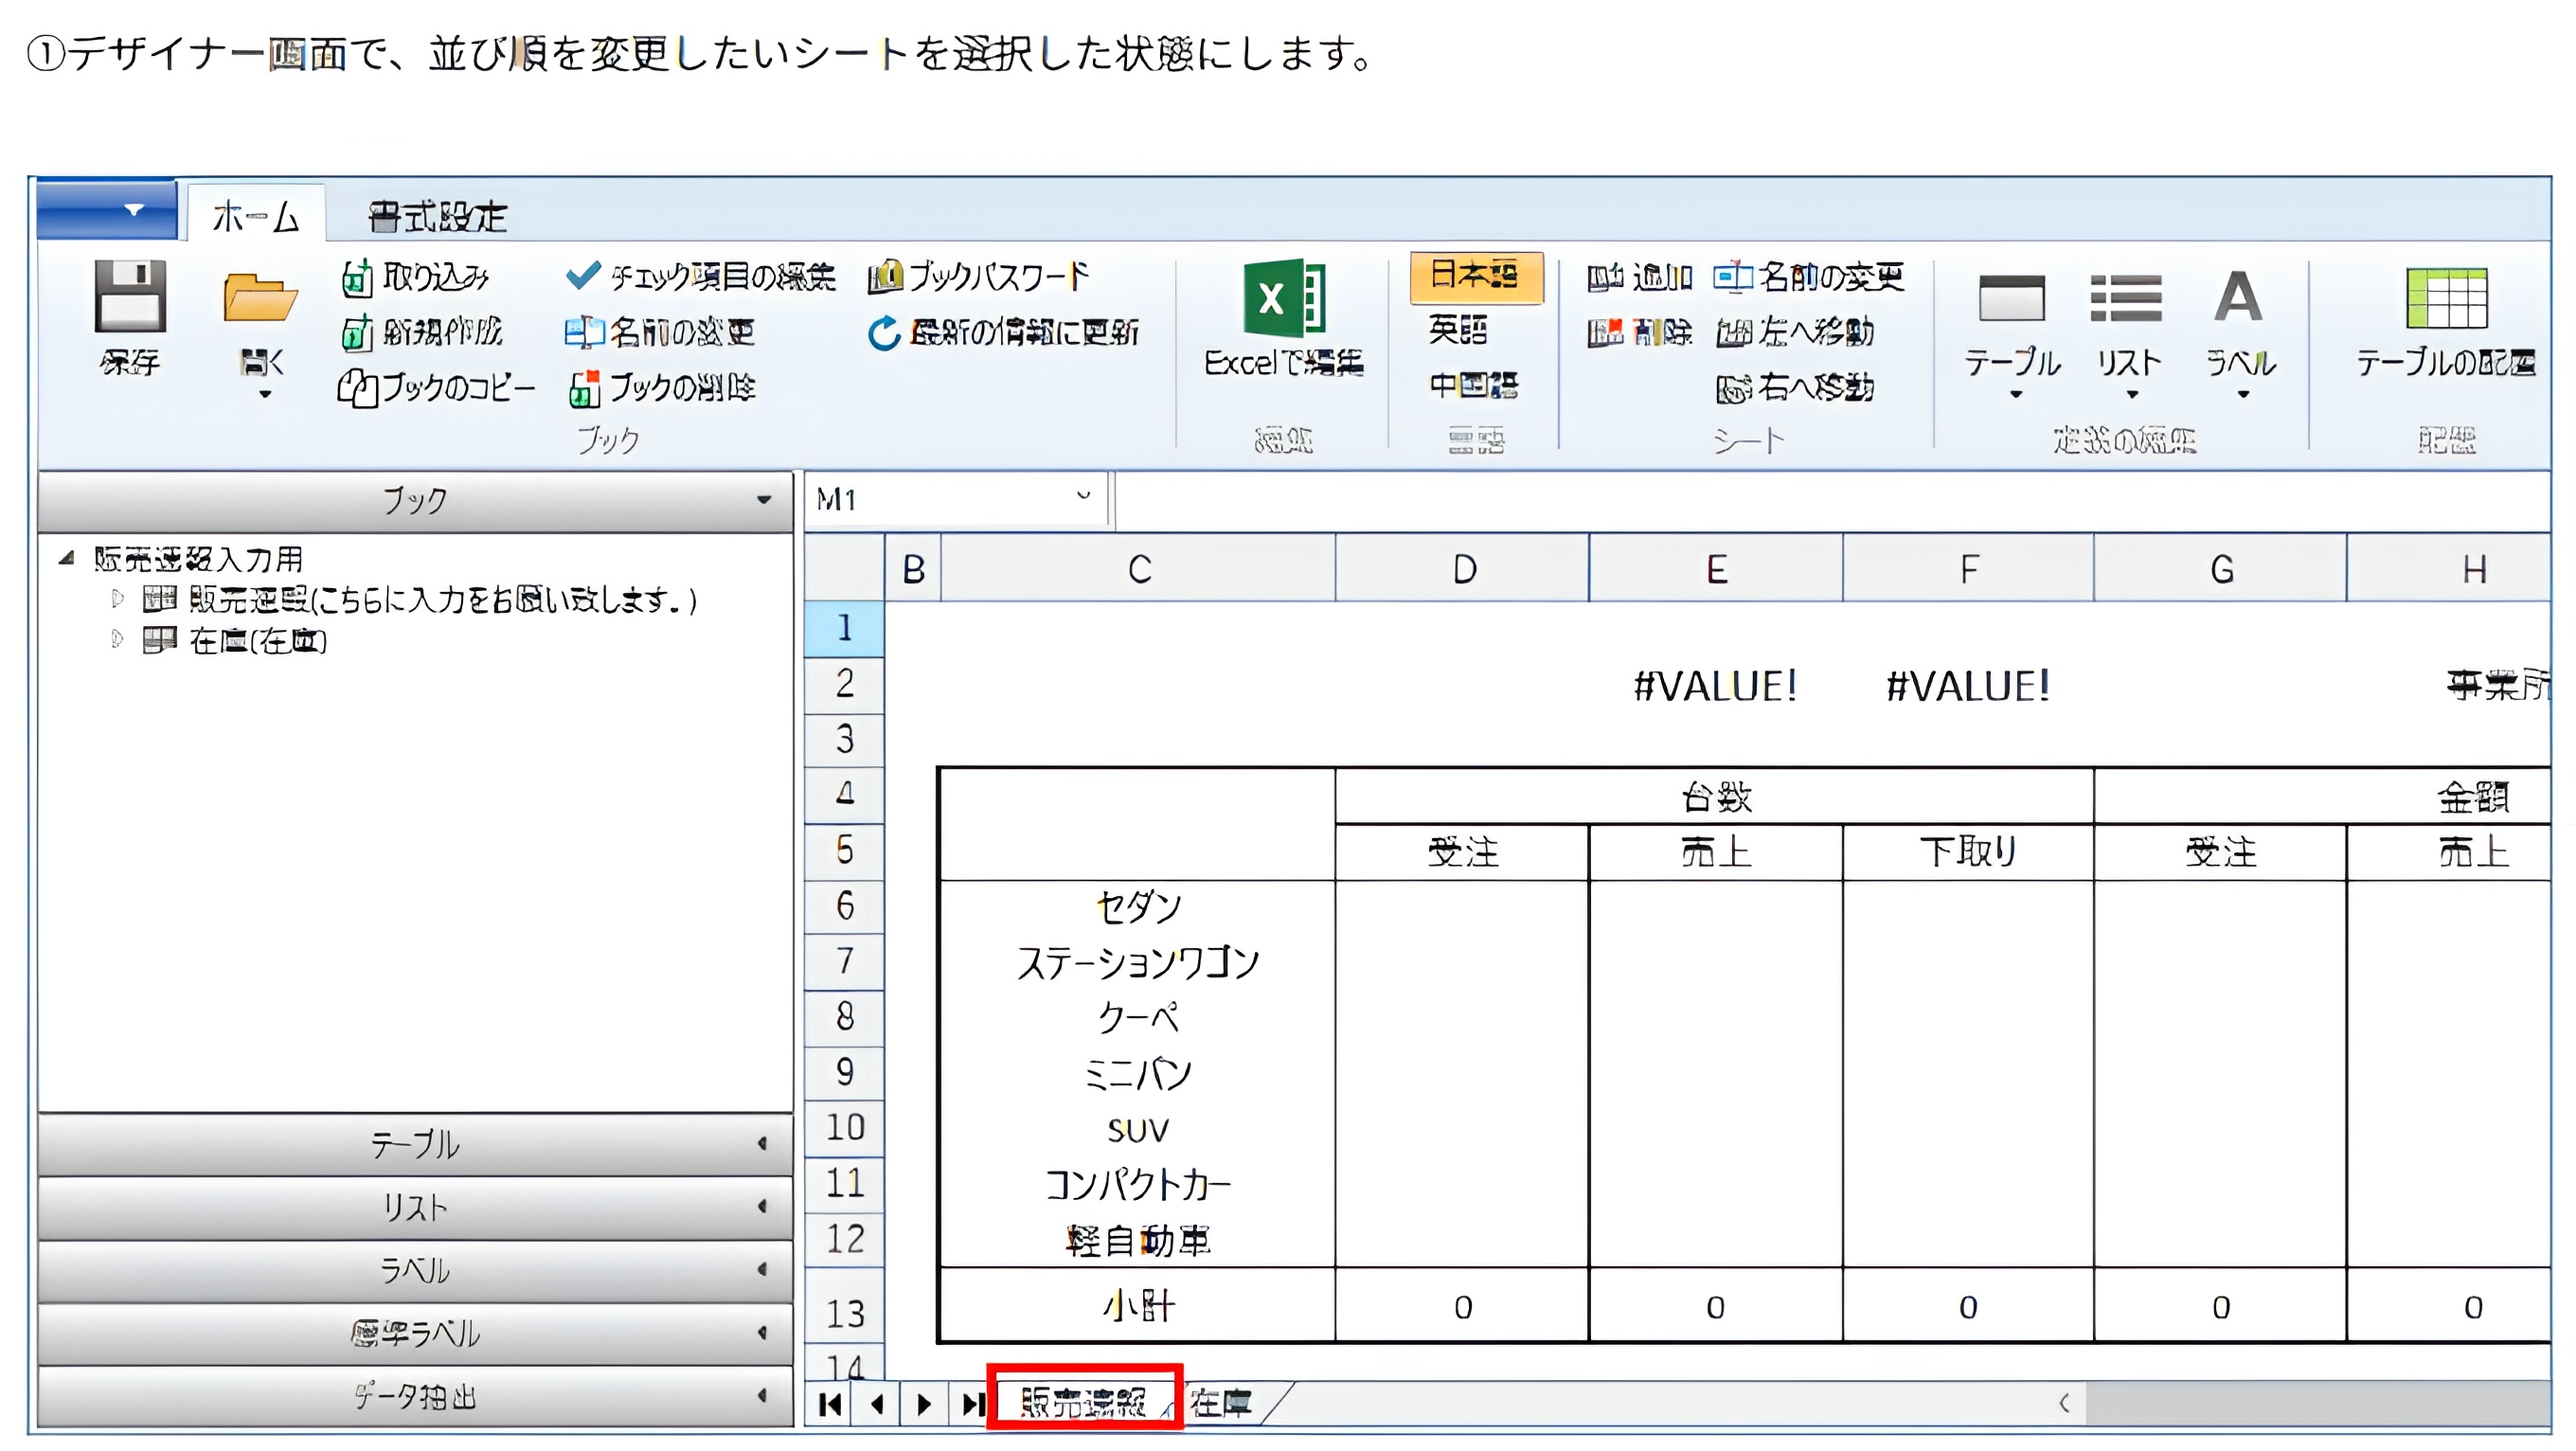 ①デザイナー画面で、並び順を変更したいシートを選択した状態にします。
ホーム 書式設定
保存
開く
取り込み
新規作成
ブックのコピー
チェック項目の編集
名前の変更
ブックの削除
ブックパスワード
最新の情報に更新
ブック
Excelで編集
編集
日本語
英語
中国語
言語
追加
削除
名前の変更
左へ移動
右へ移動
シート
テーブル
リスト
ラベル
定義の編集
テーブルの配置
配置
ブック
販売速報入力用
販売速報(こちらに入力をお願い致します。)
在庫(在庫)
テーブル
リスト
ラベル
標準ラベル
データ抽出
M1
B C D E F G H
1
2 #VALUE! #VALUE! 事業所
3
4 台数 金額
5 受注 売上 下取り 受注 売上
6 セダン
7 ステーションワゴン
8 クーペ
9 ミニバン
10 SUV
11 コンパクトカー
12 軽自動車
13 小計 0 0 0 0 0
14
販売速報 在庫